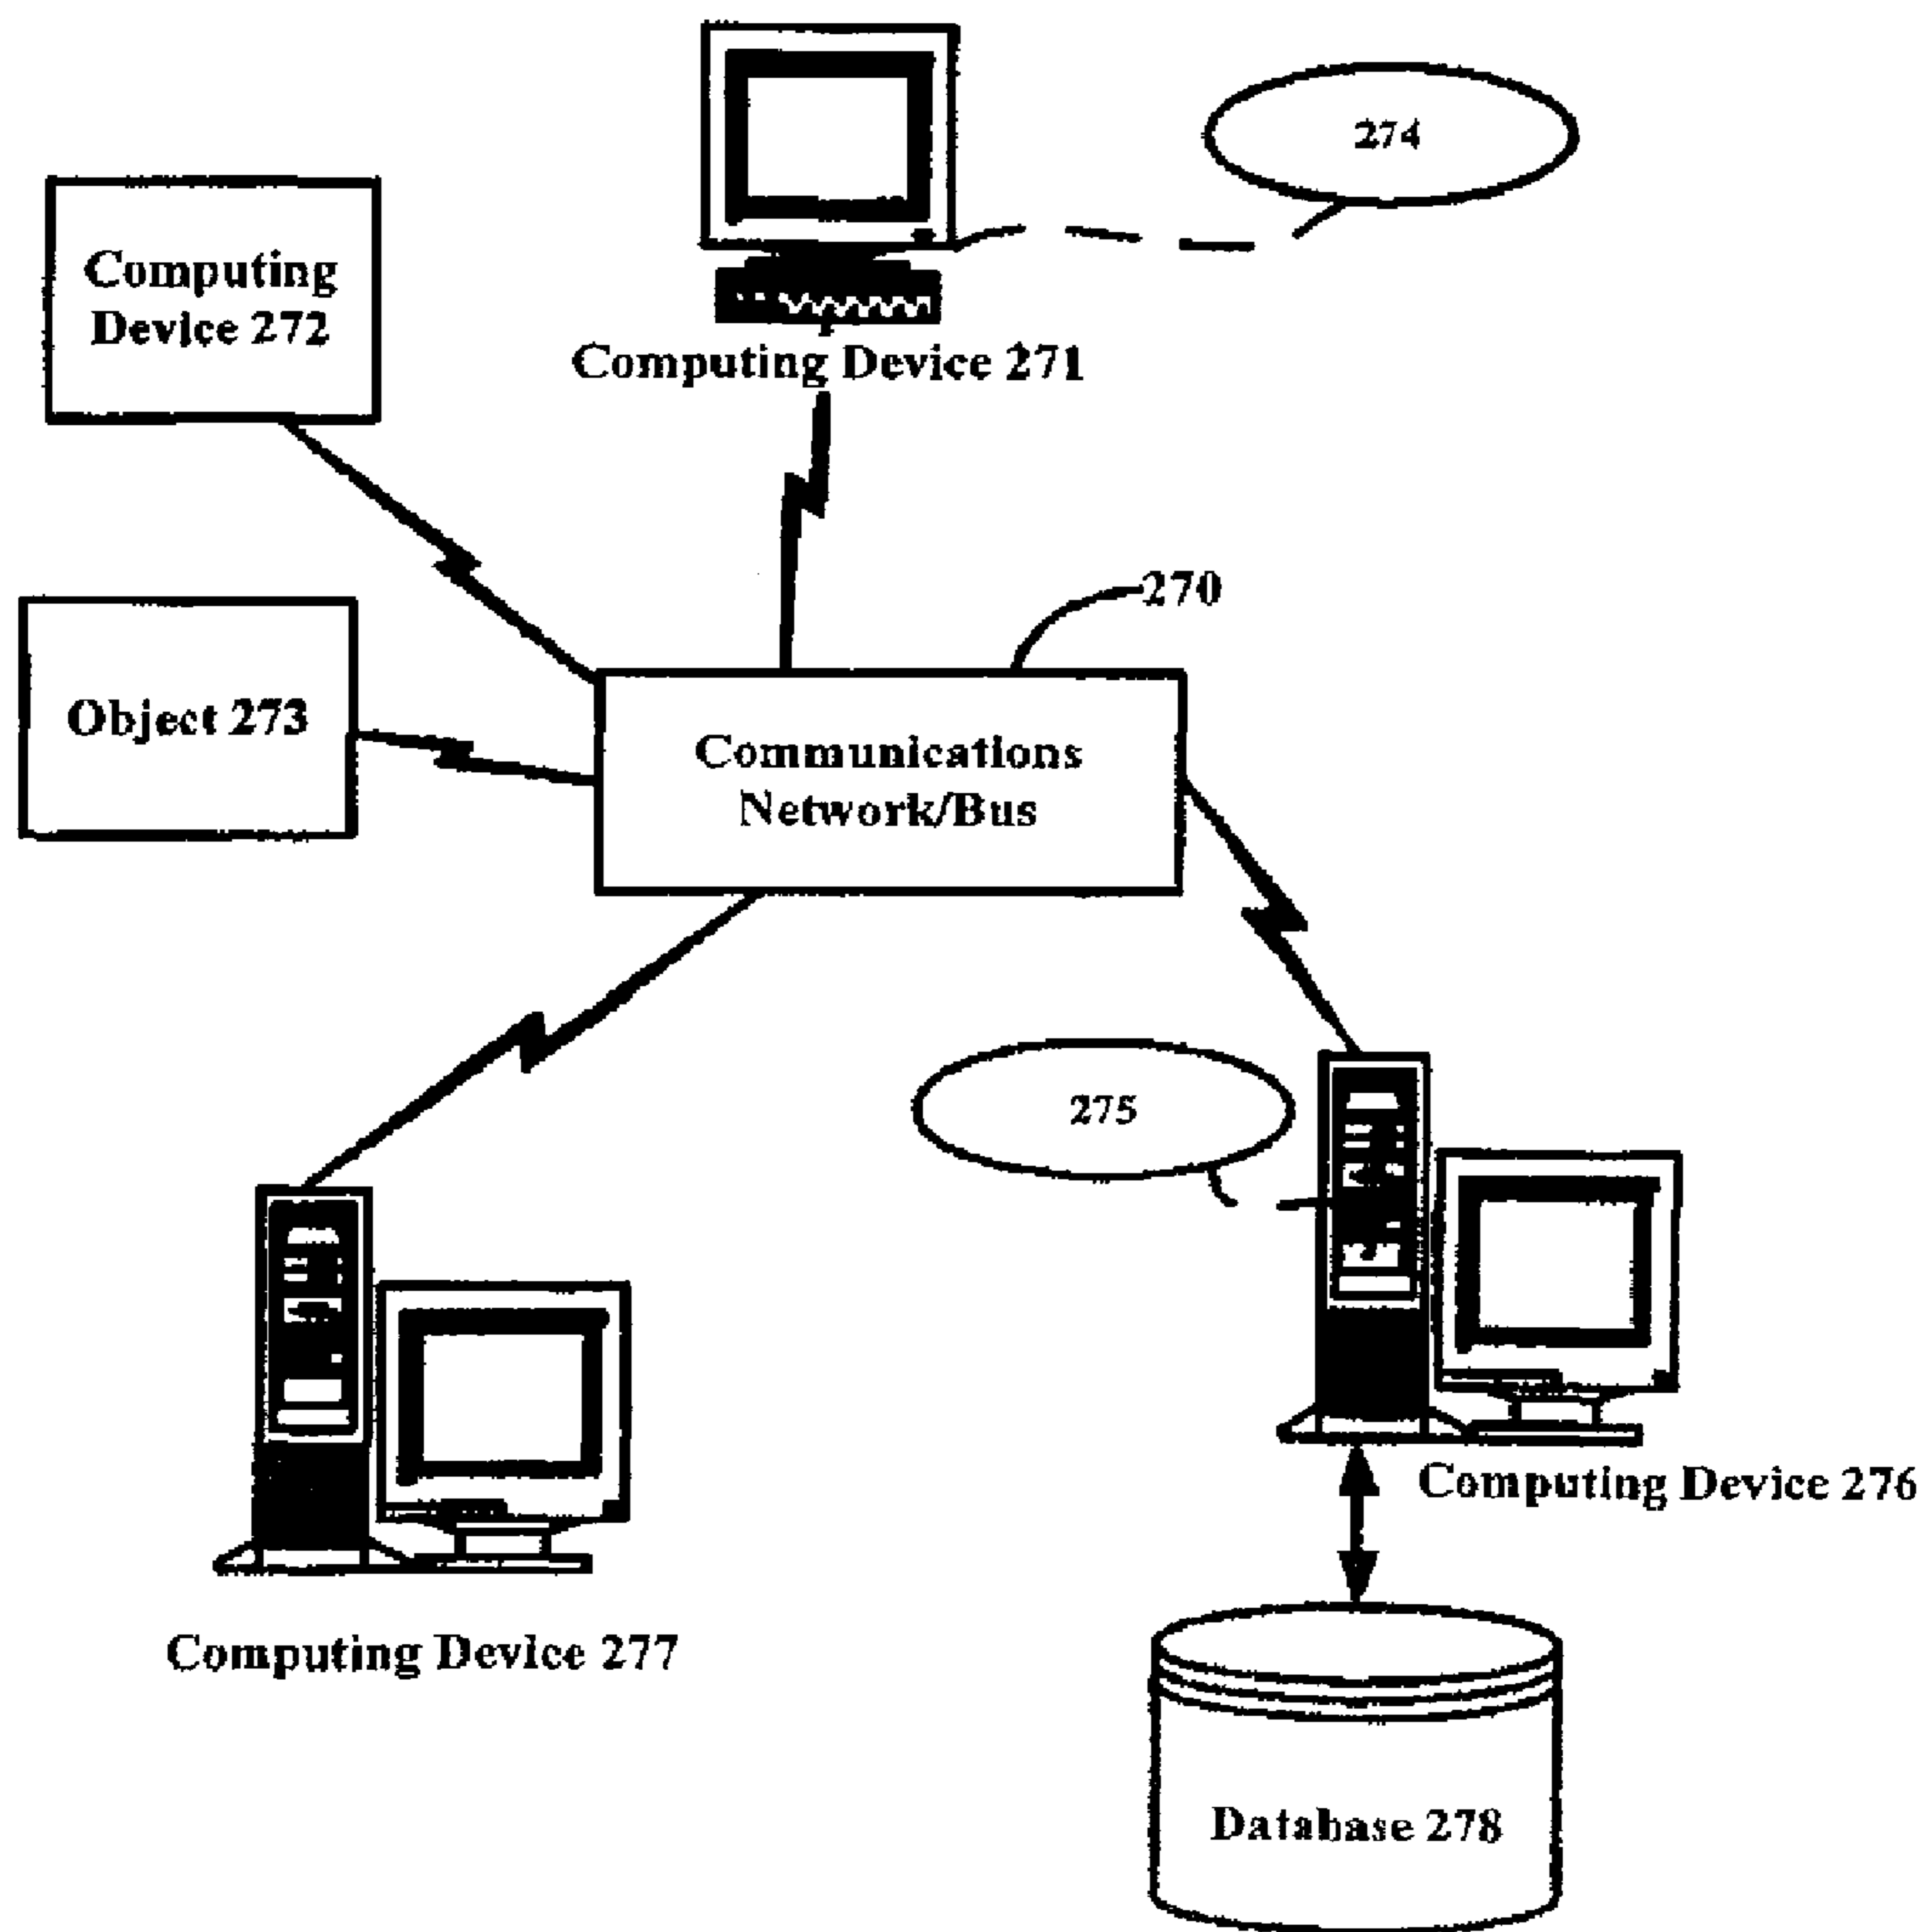 274
Computing
Device 272
Computing Device 271
270
Object 273
Communications
Network/Bus
275
Computing Device 276
Computing Device 277
Database 278